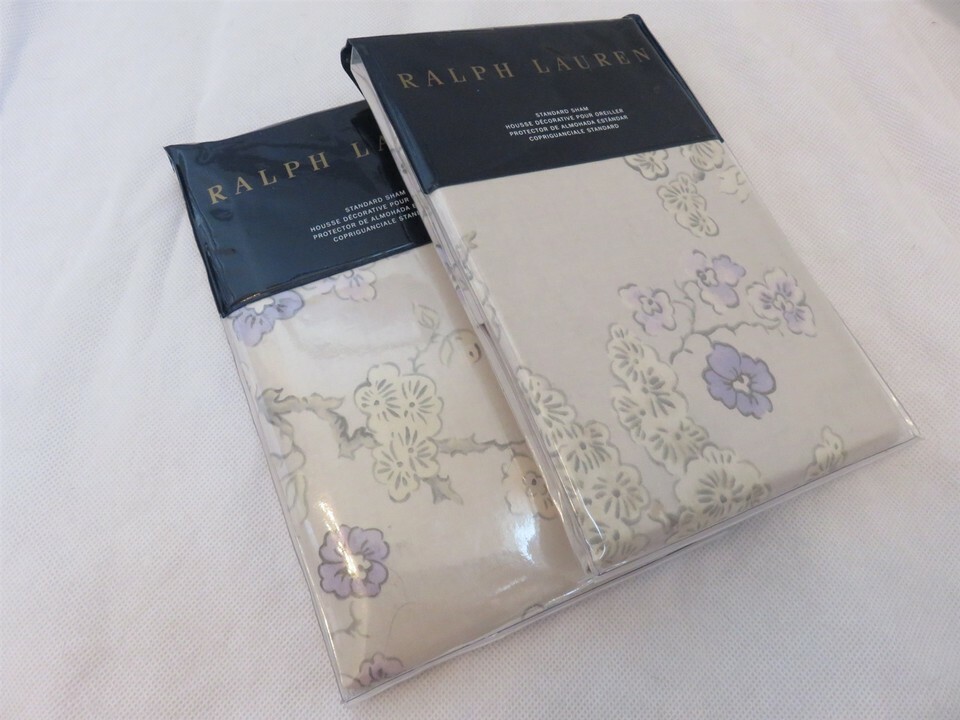 RALPH LAUREN
STANDARD SHAM
HOUSSE DÉCORATIVE POUR OREILLER
PROTECTOR DE ALMOHADA ESTÁNDAR
COPRIGUANCIALE STANDARD
RALPH LA
STANDARD SHAM
HOUSSE DÉCORATIVE POUR
PROTECTOR DE ALMOHADA E
COPRIGUANCIALE STAN